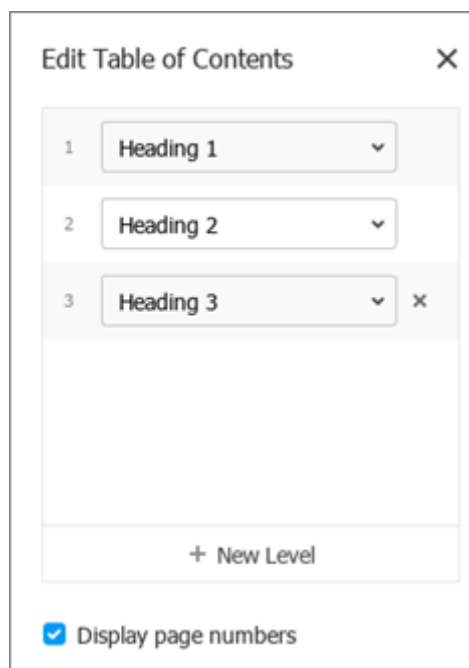 Edit Table of Contents
1 Heading 1
2 Heading 2
3 Heading 3
+ New Level
Display page numbers